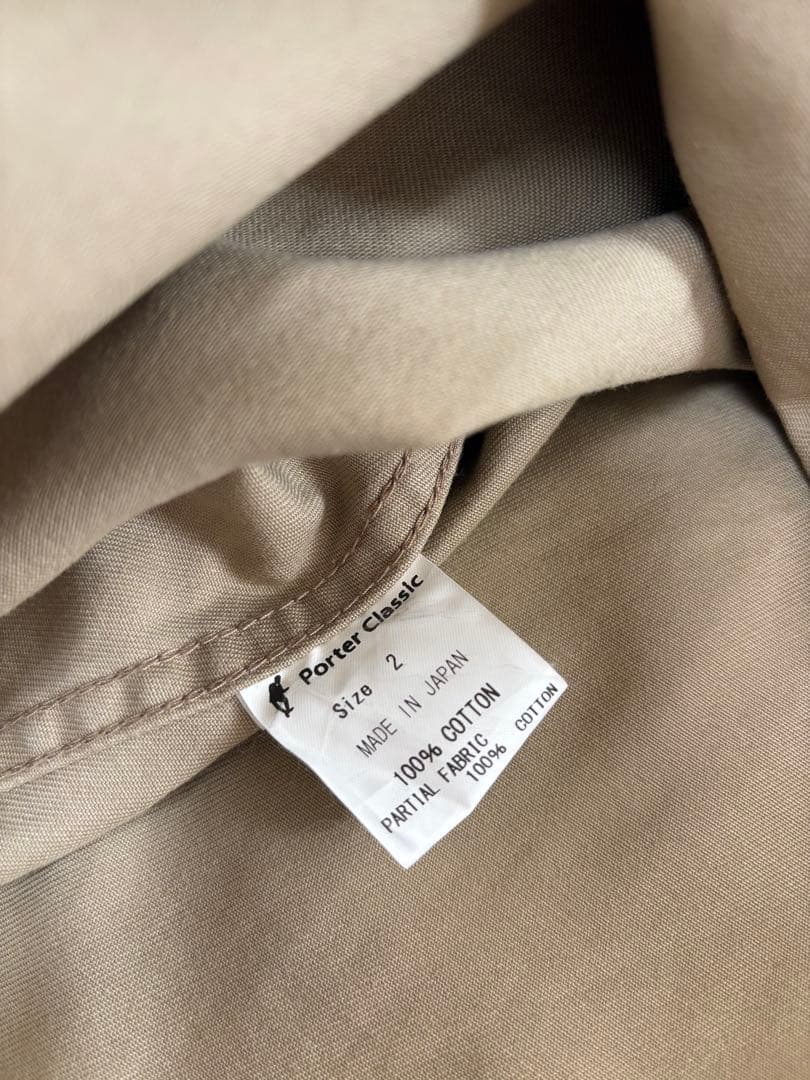 Porter Classic
Size 2
MADE IN JAPAN
100% COTTON
PARTIAL FABRIC
100% COTTON